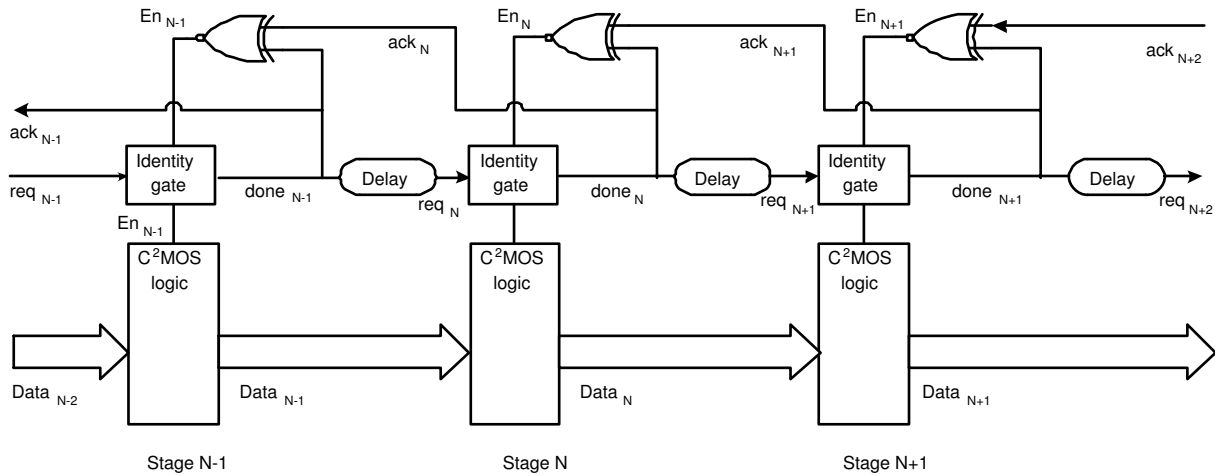 En N-1
En N
En N+1
ack N
ack N+1
ack N+2
ack N-1
Identity gate
Identity gate
Identity gate
Delay
Delay
Delay
req N-1
done N-1
req N
done N
req N+1
done N+1
req N+2
En N-1
C²MOS logic
C²MOS logic
C²MOS logic
Data N-2
Data N-1
Data N
Data N+1
Stage N-1
Stage N
Stage N+1